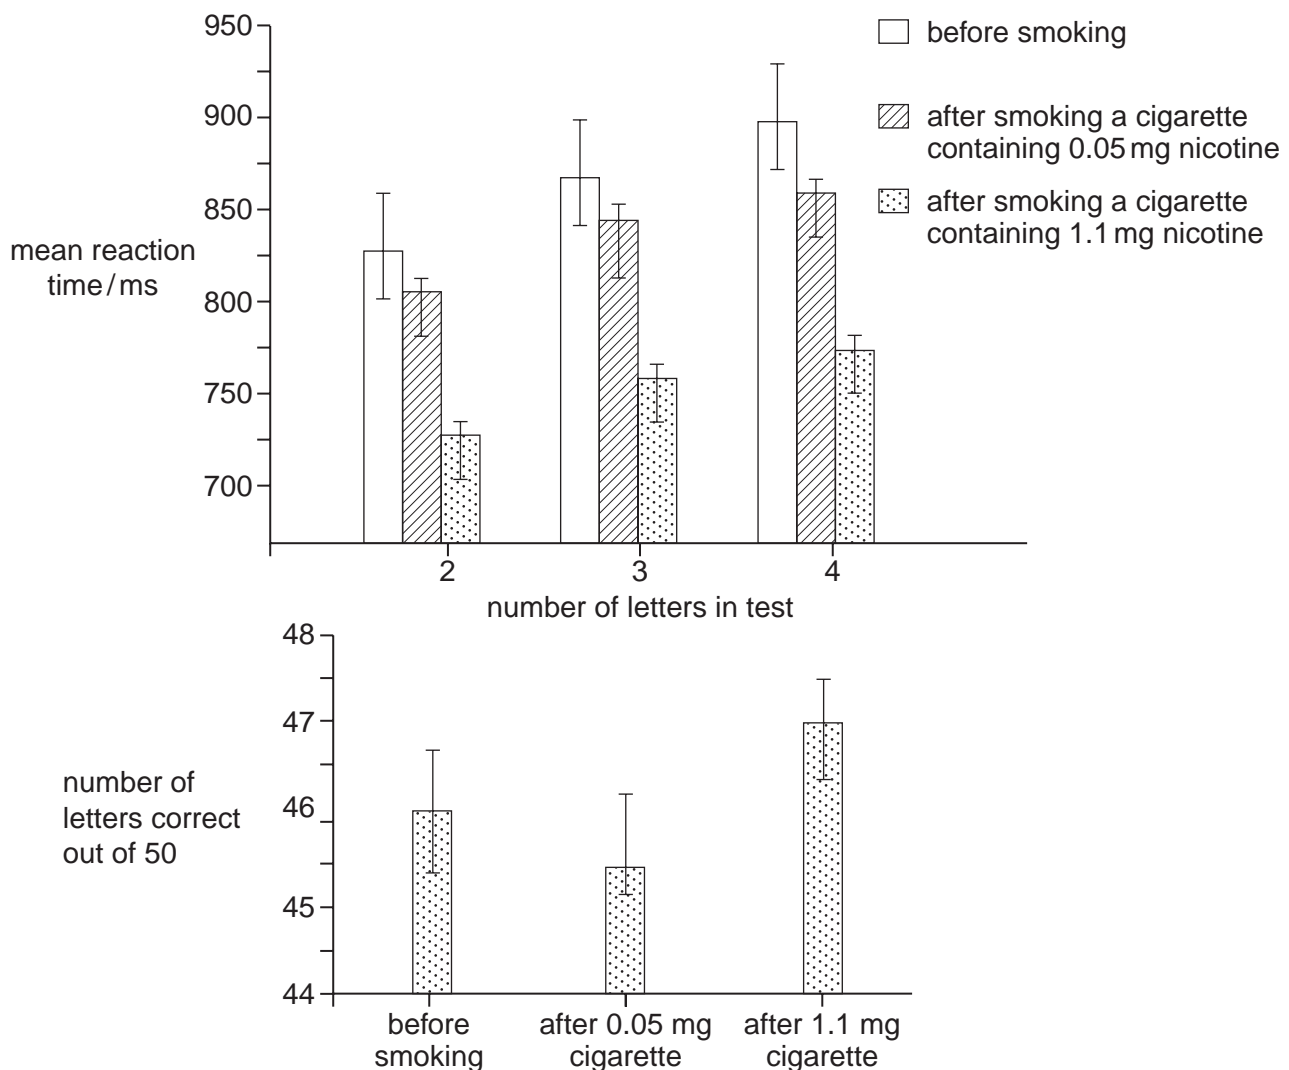 950
900
850
800
750
700
mean reaction
time/ms
before smoking
after smoking a cigarette
containing 0.05 mg nicotine
after smoking a cigarette
containing 1.1 mg nicotine
2 3 4
number of letters in test
48
47
46
45
44
number of
letters correct
out of 50
before
smoking
after 0.05 mg
cigarette
after 1.1 mg
cigarette